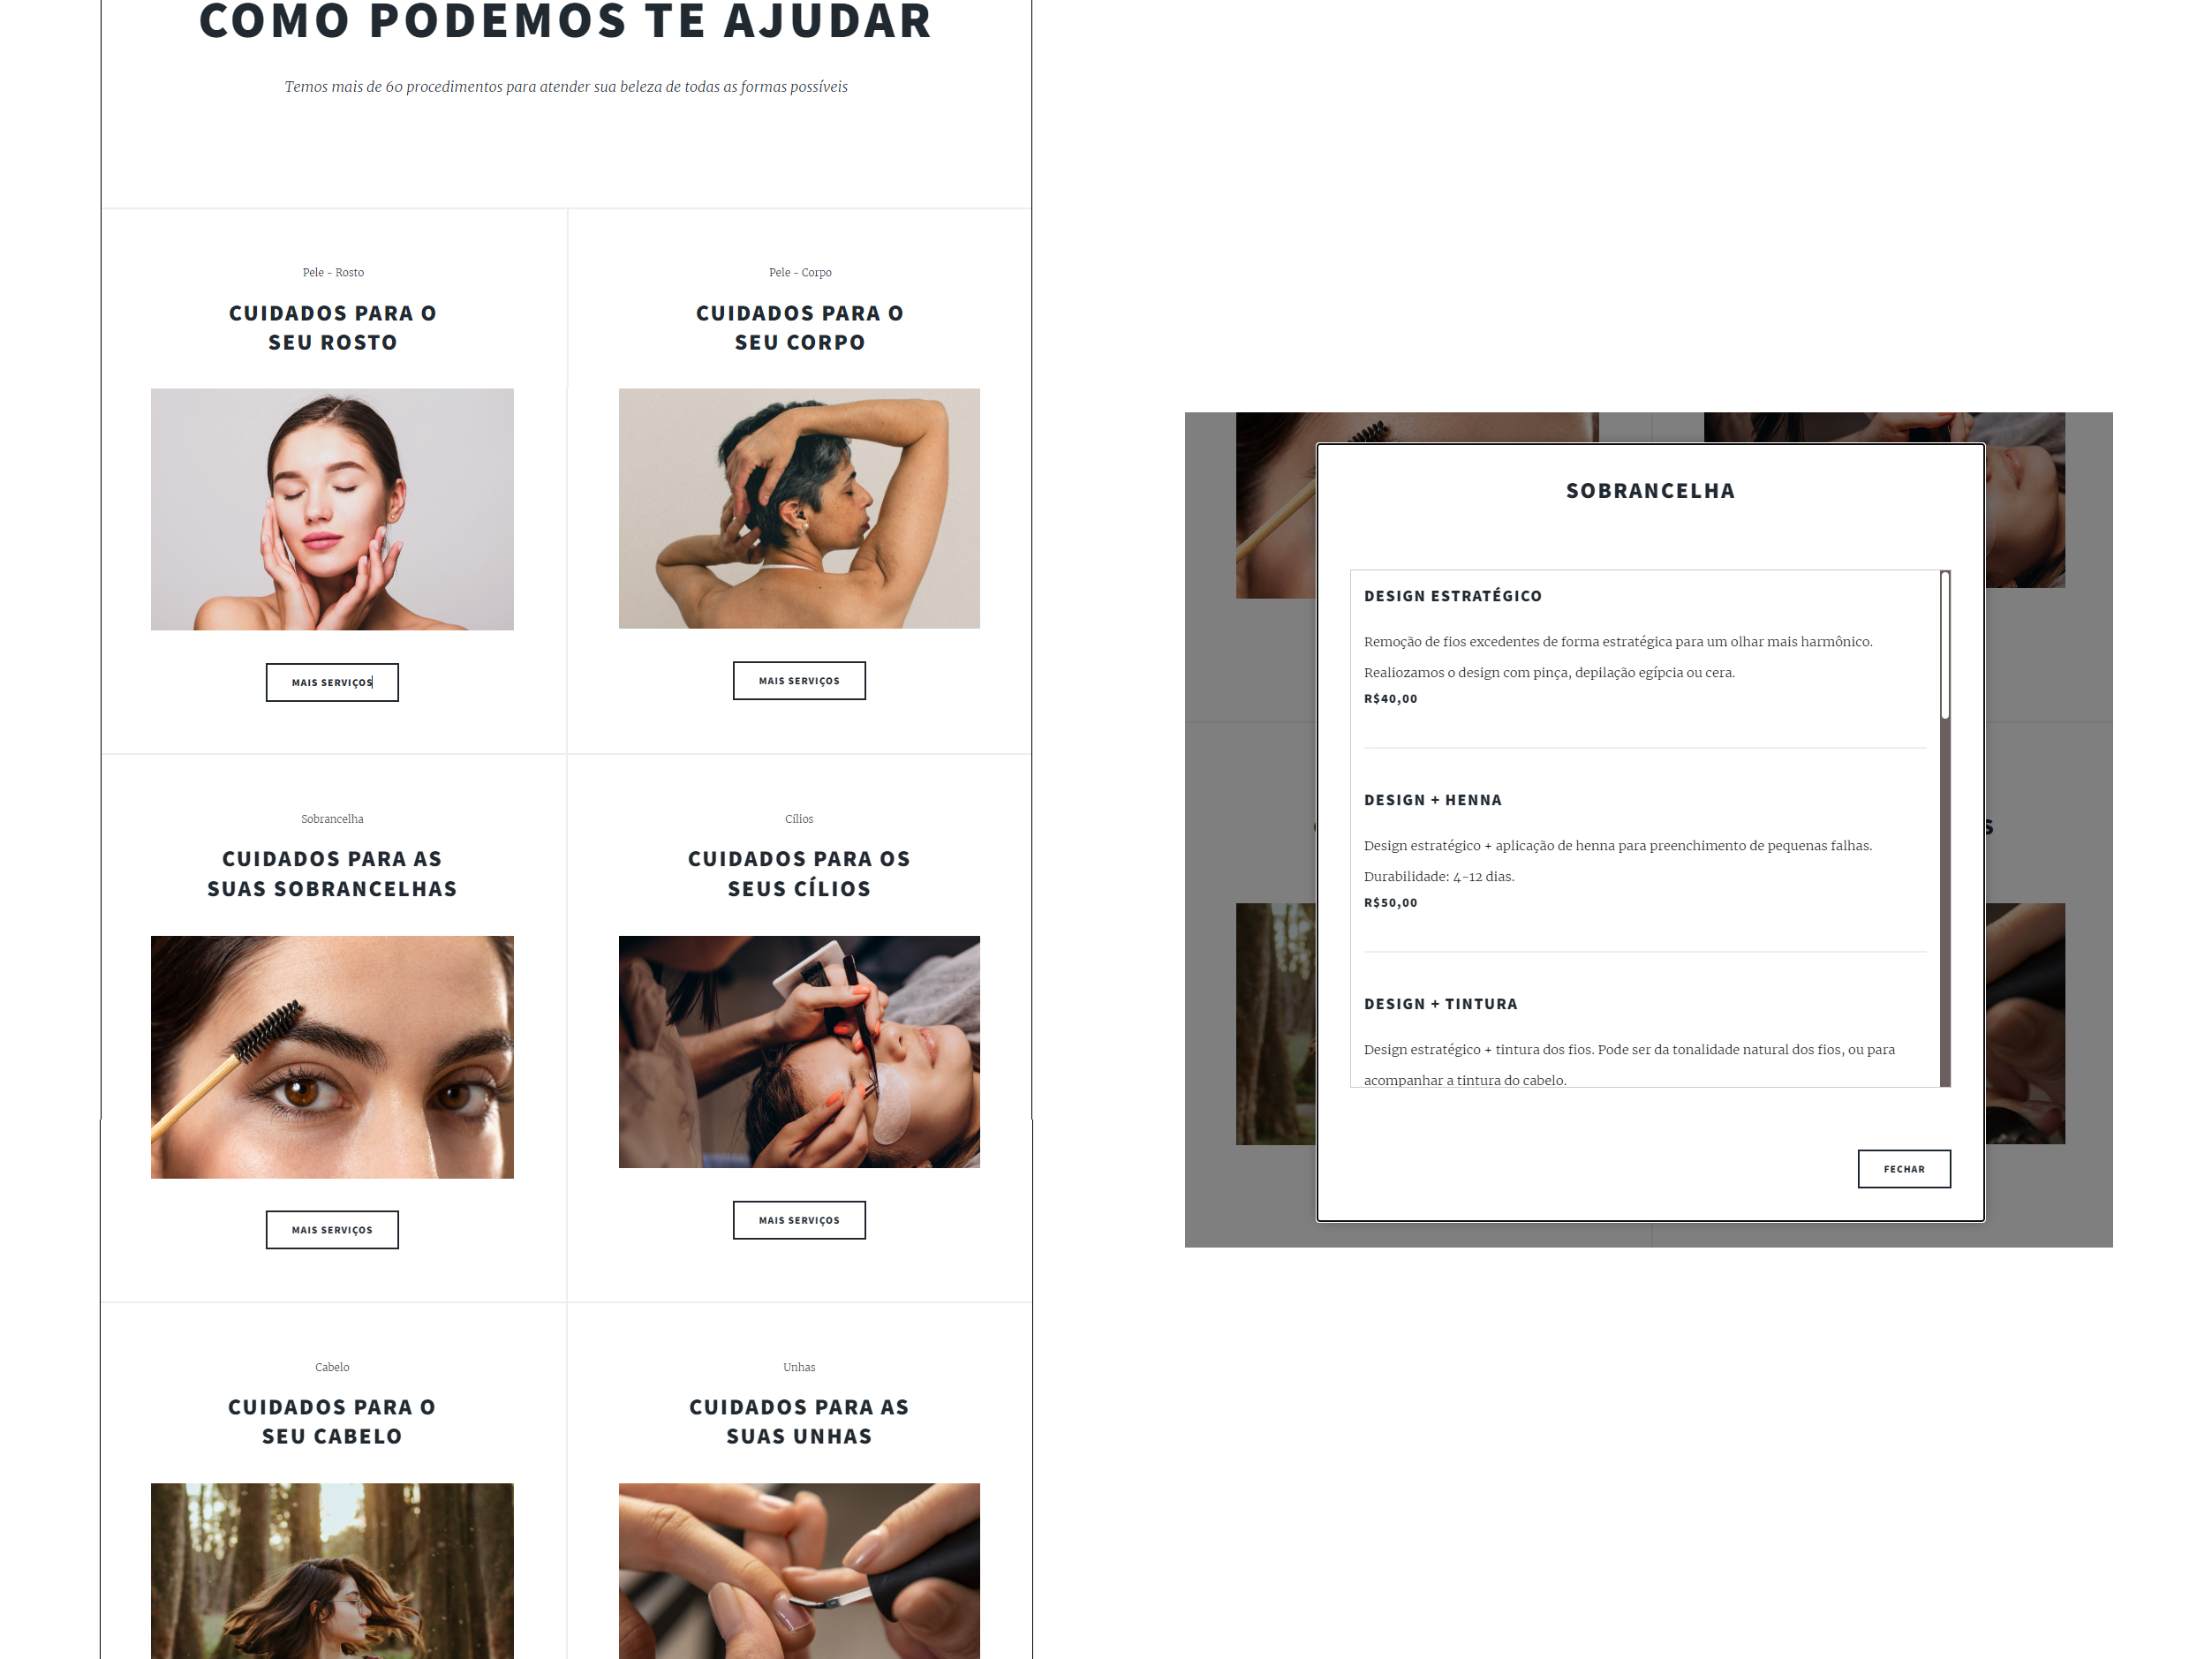 COMO PODEMOS TE AJUDAR
Temos mais de 60 procedimentos para atender sua beleza de todas as formas possíveis
Pele - Rosto
CUIDADOS PARA O
SEU ROSTO
MAIS SERVIÇOS
Pele - Corpo
CUIDADOS PARA O
SEU CORPO
MAIS SERVIÇOS
Sobrancelha
CUIDADOS PARA AS
SUAS SOBRANCELHAS
MAIS SERVIÇOS
Cílios
CUIDADOS PARA OS
SEUS CÍLIOS
MAIS SERVIÇOS
Cabelo
CUIDADOS PARA O
SEU CABELO
Unhas
CUIDADOS PARA AS
SUAS UNHAS
SOBRANCELHA
DESIGN ESTRATÉGICO
Remoção de fios excedentes de forma estratégica para um olhar mais harmônico.
Realiozamos o design com pinça, depilação egípcia ou cera.
R$40,00
DESIGN + HENNA
Design estratégico + aplicação de henna para preenchimento de pequenas falhas.
Durabilidade: 4-12 dias.
R$50,00
DESIGN + TINTURA
Design estratégico + tintura dos fios. Pode ser da tonalidade natural dos fios, ou para
acompanhar a tintura do cabelo.
FECHAR